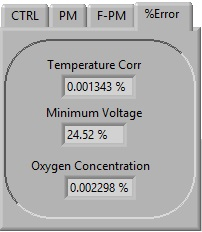 CTRL PM F-PM %Error
Temperature Corr
0.001343 %
Minimum Voltage
24.52 %
Oxygen Concentration
0.002298 %